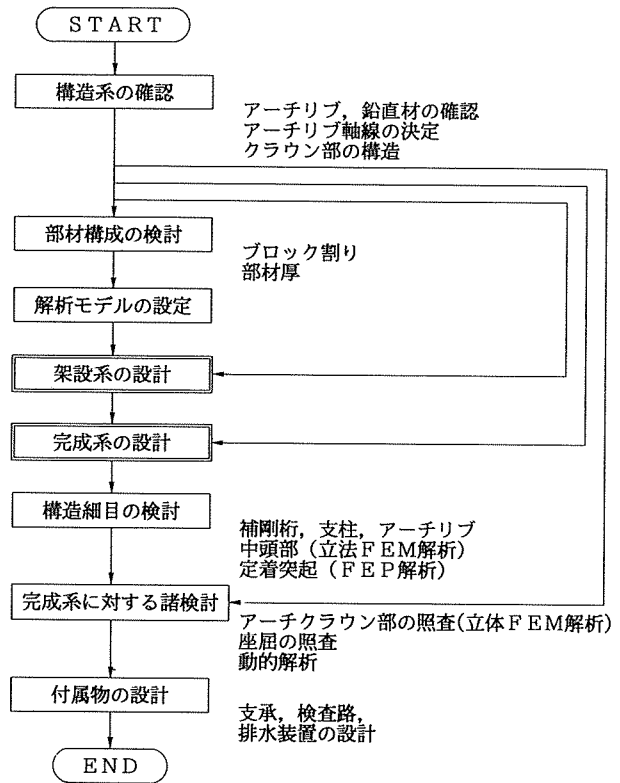 START
構造系の確認
アーチリブ，鉛直材の確認
アーチリブ軸線の決定
クラウン部の構造
部材構成の検討
ブロック割り
部材厚
解析モデルの設定
架設系の設計
完成系の設計
構造細目の検討
補剛桁，支柱，アーチリブ
中頭部（立法ＦＥＭ解析）
定着突起（ＦＥＰ解析）
完成系に対する諸検討
アーチクラウン部の照査(立体ＦＥＭ解析)
座屈の照査
動的解析
付属物の設計
支承，検査路，
排水装置の設計
END